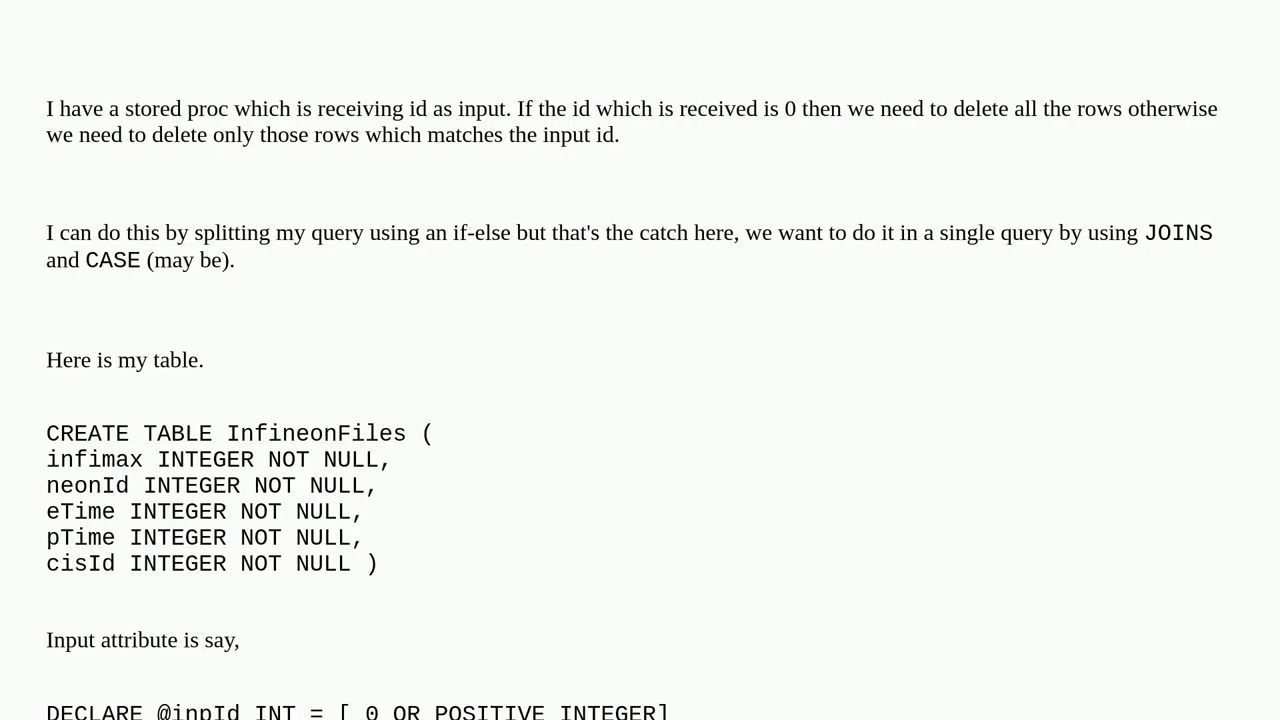 I have a stored proc which is receiving id as input. If the id which is received is 0 then we need to delete all the rows otherwise
we need to delete only those rows which matches the input id.
I can do this by splitting my query using an if-else but that's the catch here, we want to do it in a single query by using JOINS
and CASE (may be).
Here is my table.
CREATE TABLE InfineonFiles (
infimax INTEGER NOT NULL,
neonId INTEGER NOT NULL,
eTime INTEGER NOT NULL,
pTime INTEGER NOT NULL,
cisId INTEGER NOT NULL )
Input attribute is say,
DECLARE @inpId INT = [ 0 OR POSITIVE INTEGER]